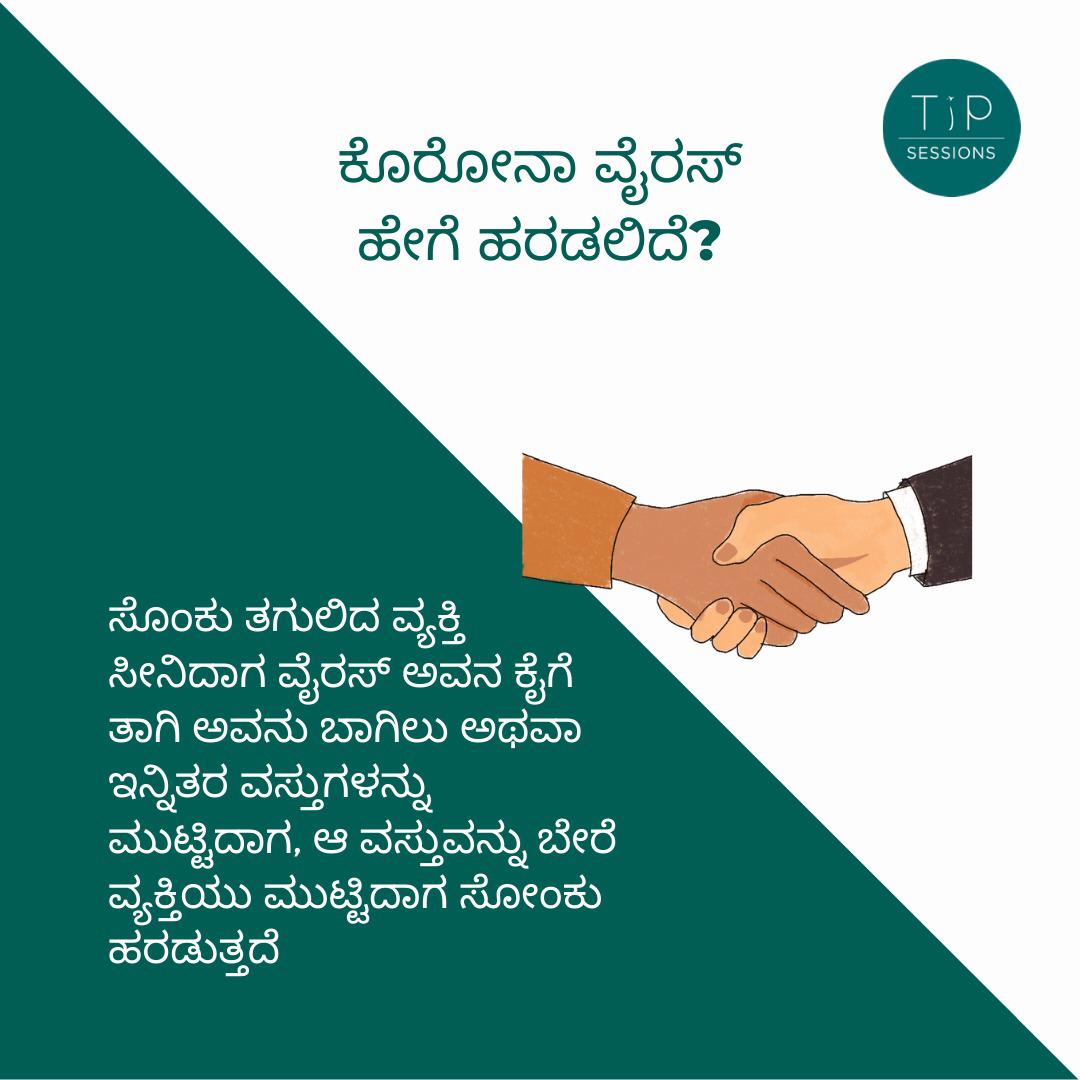 TiP
SESSIONS
ಕೊರೋನಾ ವೈರಸ್
ಹೇಗೆ ಹರಡಲಿದೆ?
ಸೊಂಕು ತಗುಲಿದ ವ್ಯಕ್ತಿ
ಸೀನಿದಾಗ ವೈರಸ್ ಅವನ ಕೈಗೆ
ತಾಗಿ ಅವನು ಬಾಗಿಲು ಅಥವಾ
ಇನ್ನಿತರ ವಸ್ತುಗಳನ್ನು
ಮುಟ್ಟಿದಾಗ, ಆ ವಸ್ತುವನ್ನು ಬೇರೆ
ವ್ಯಕ್ತಿಯು ಮುಟ್ಟಿದಾಗ ಸೋಂಕು
ಹರಡುತ್ತದೆ